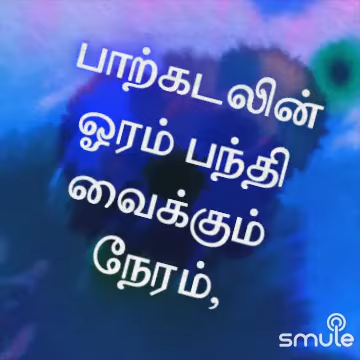 பாற்கடலின்
ஓரம் பந்தி
வைக்கும்
நேரம்,
smule